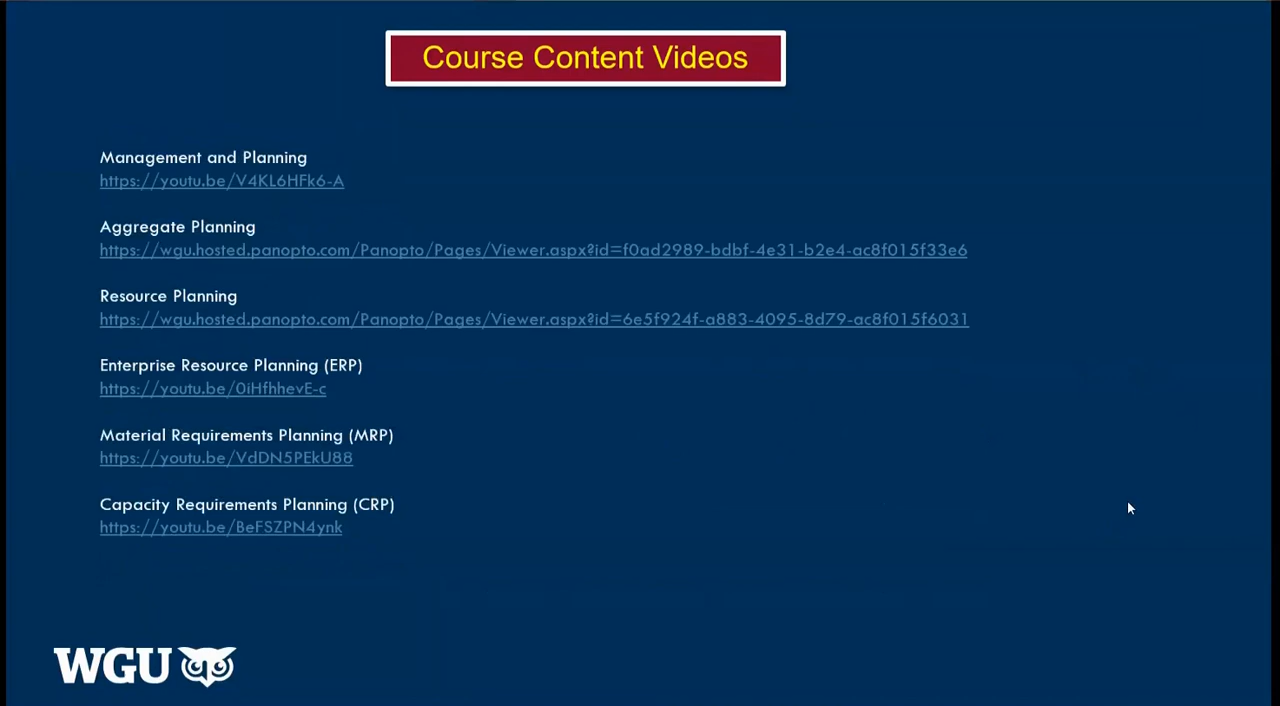 Course Content Videos
Management and Planning
https://youtu.be/V4KL6HFk6-A
Aggregate Planning
https://wgu.hosted.panopto.com/Panopto/Pages/Viewer.aspx?id=f0ad2989-bdbf-4e31-b2e4-ac8f015f33e6
Resource Planning
https://wgu.hosted.panopto.com/Panopto/Pages/Viewer.aspx?id=6e5f924f-a883-4095-8d79-ac8f015f6031
Enterprise Resource Planning (ERP)
https://youtu.be/0iHfhhevE-c
Material Requirements Planning (MRP)
https://youtu.be/VdDN5PEkU88
Capacity Requirements Planning (CRP)
https://youtu.be/BeFSZPN4ynk
WGU